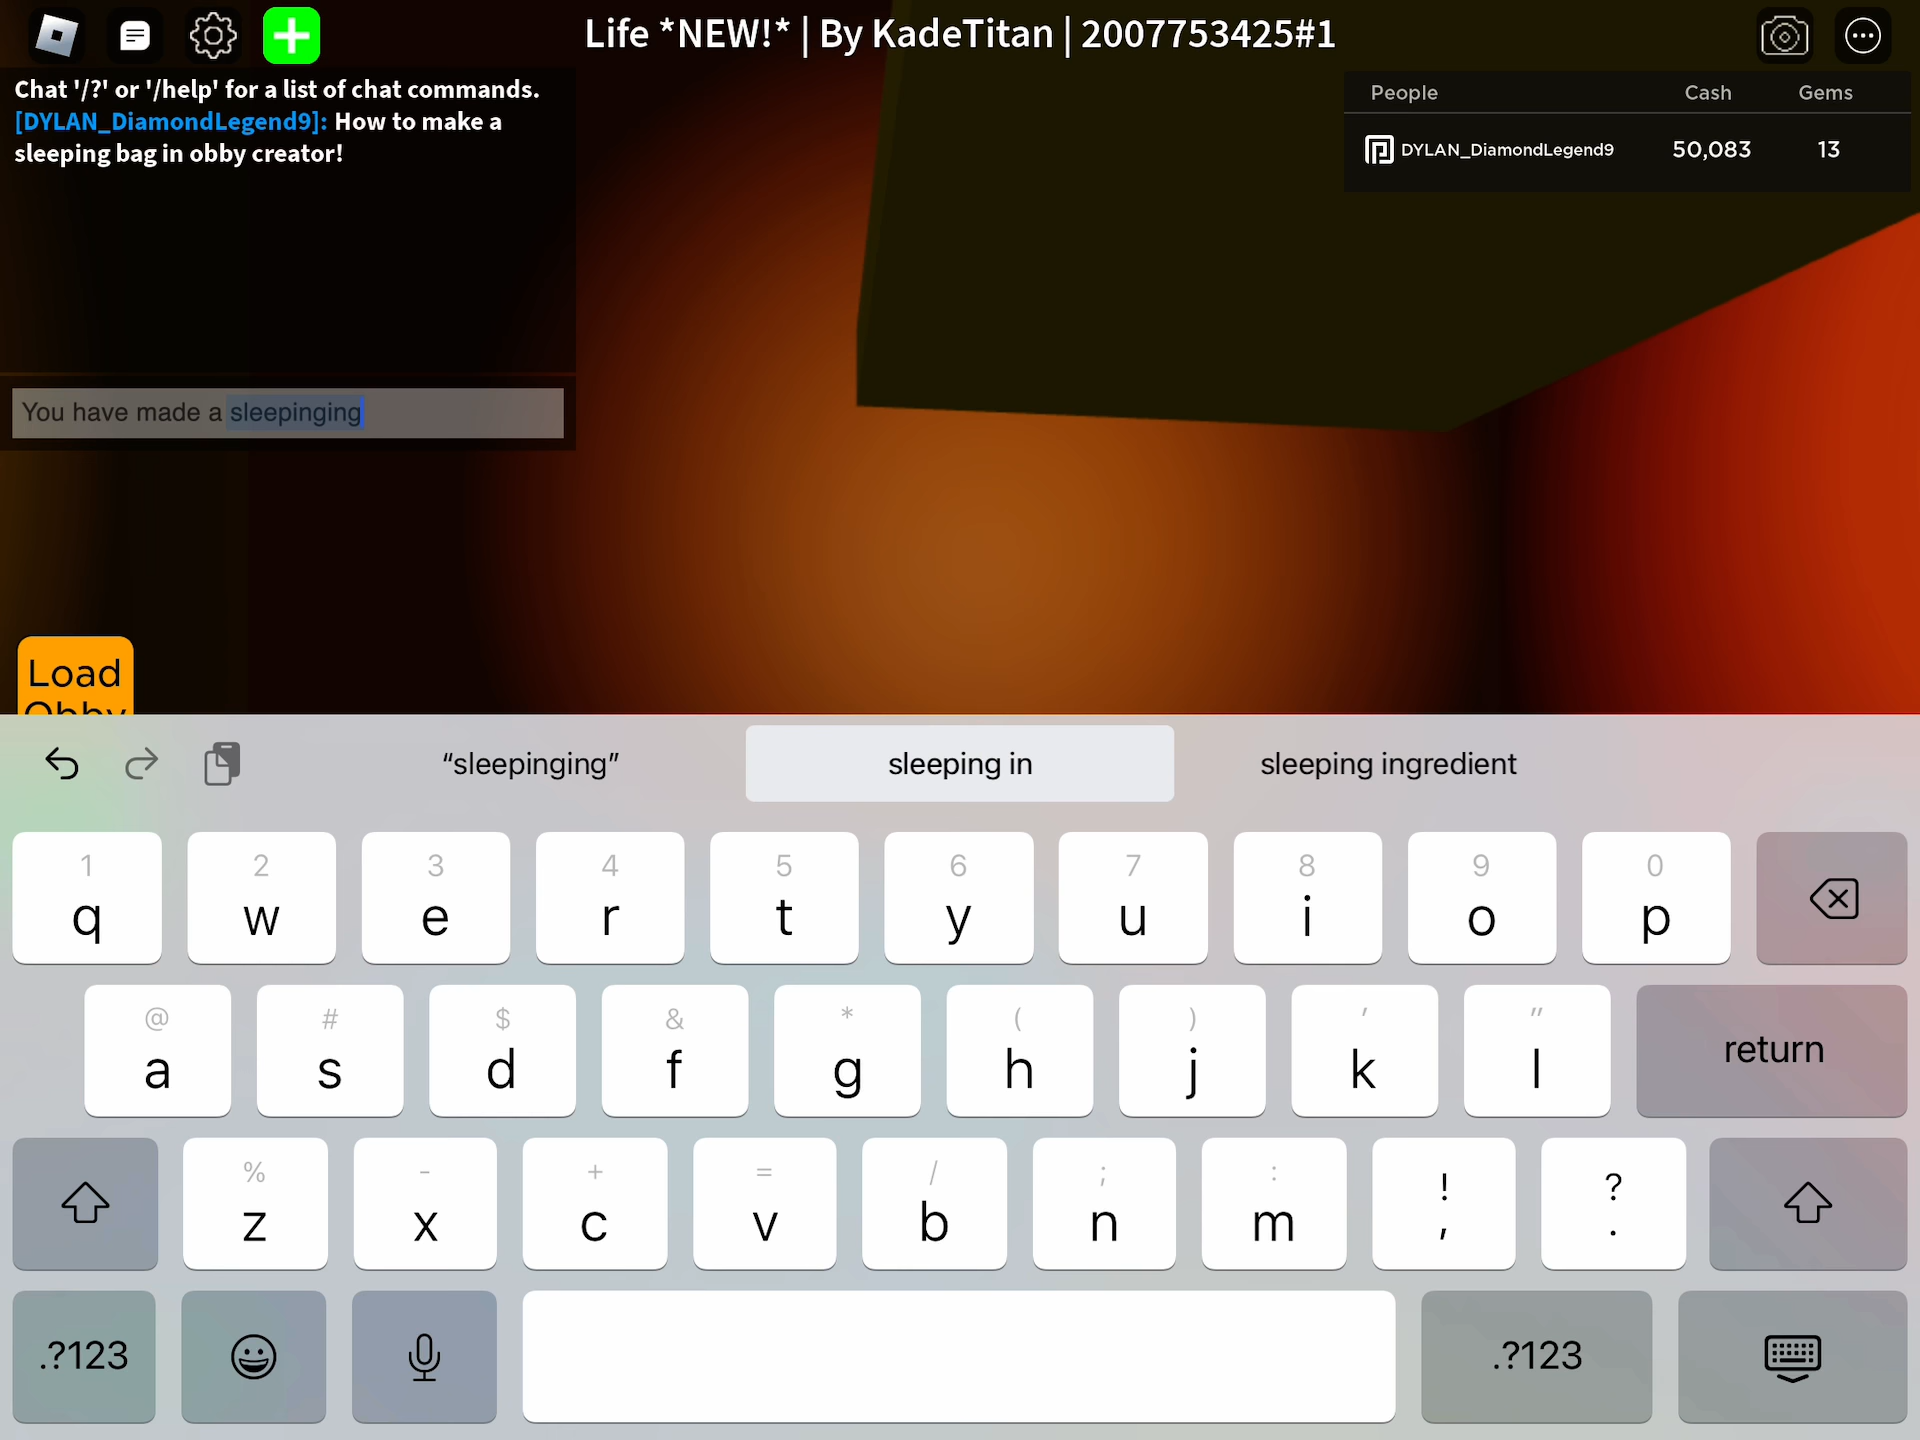 Life *NEW!* | By KadeTitan | 2007753425#1
Chat '/?' or '/help' for a list of chat commands.
[DYLAN_DiamondLegend9]: How to make a
sleeping bag in obby creator!
People Cash Gems
DYLAN_DiamondLegend9 50,083 13
You have made a sleepinging
Load
Obby
“sleepinging” sleeping in sleeping ingredient
1 2 3 4 5 6 7 8 9 0
q w e r t y u i o p
@ # $ & * ( ) ' "
a s d f g h j k l return
% - + = / ; : ! ?
z x c v b n m , .
.?123 .?123